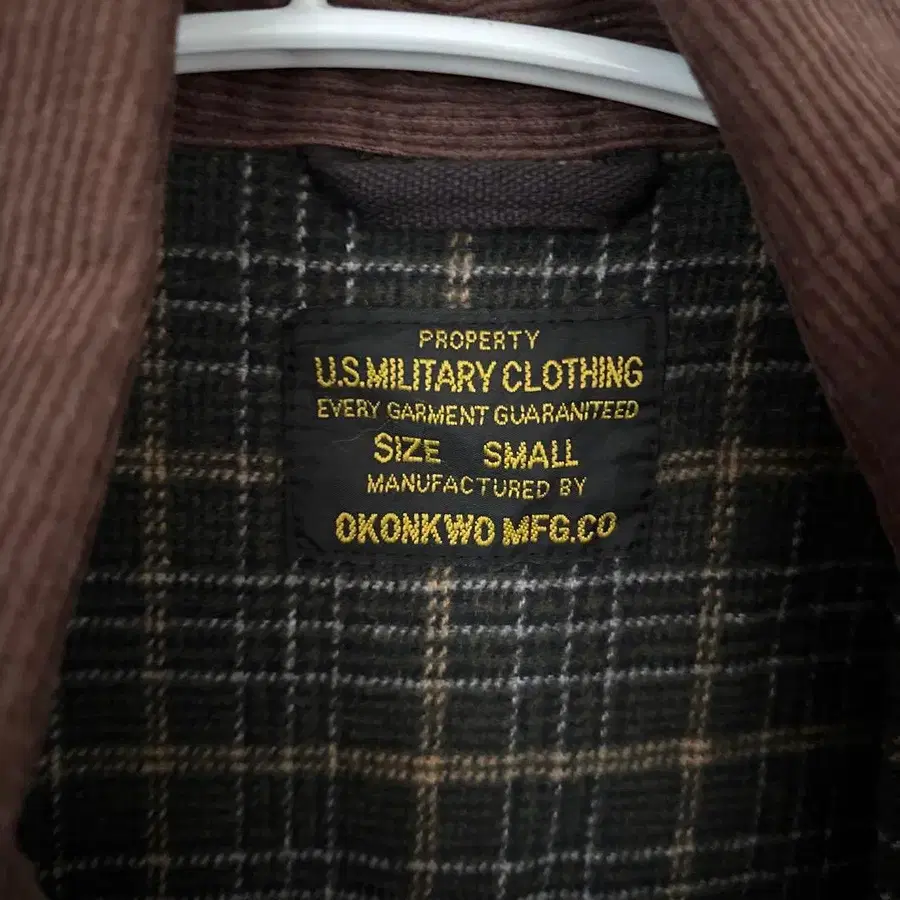 PROPERTY
U.S.MILITARY CLOTHING
EVERY GARMENT GUARANITEED
SIZE SMALL
MANUFACTURED BY
OKONKWO MFG.CO